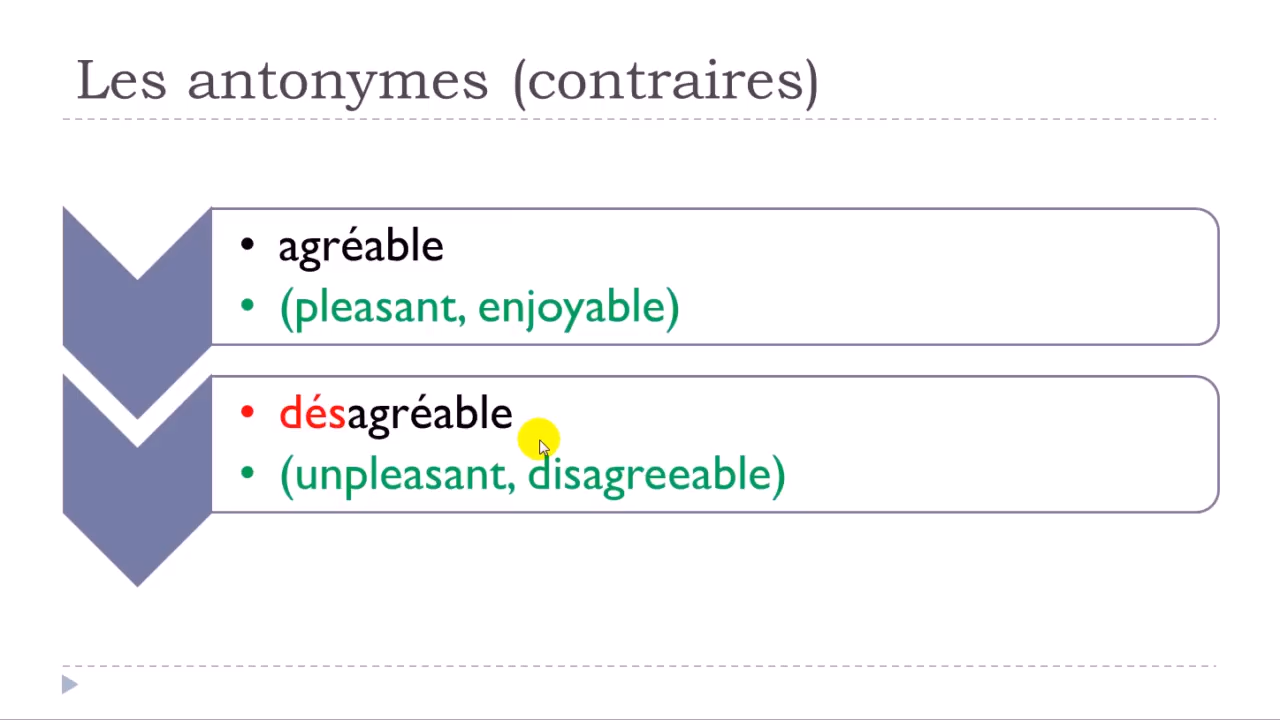 Les antonymes (contraires)
• agréable
• (pleasant, enjoyable)
• désagréable
• (unpleasant, disagreeable)